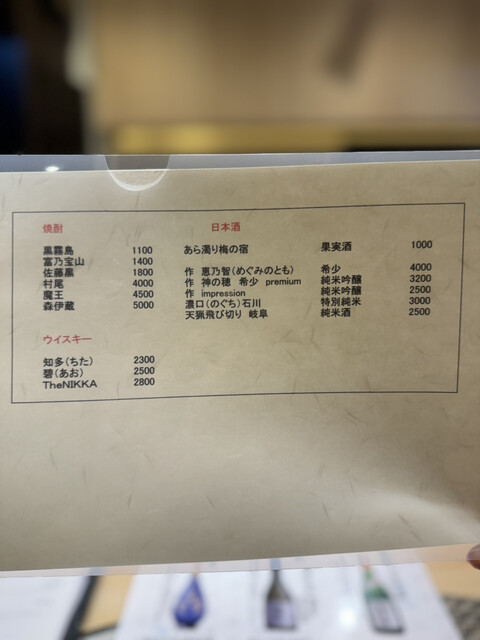 焼酎 日本酒
黒霧島 1100 あら濁り梅の宿 果実酒 1000
富乃宝山 1400
佐藤黒 1800 作 恵乃智(めぐみのとも) 希少 4000
村尾 4000 作 神の穂 希少 premium 純米吟醸 3200
魔王 4500 作 impression 純米吟醸 2500
森伊蔵 5000 濃口(のぐち)石川 特別純米 3000
天猟飛び切り 岐阜 純米酒 2500
ウイスキー
知多(ちた) 2300
碧(あお) 2500
TheNIKKA 2800